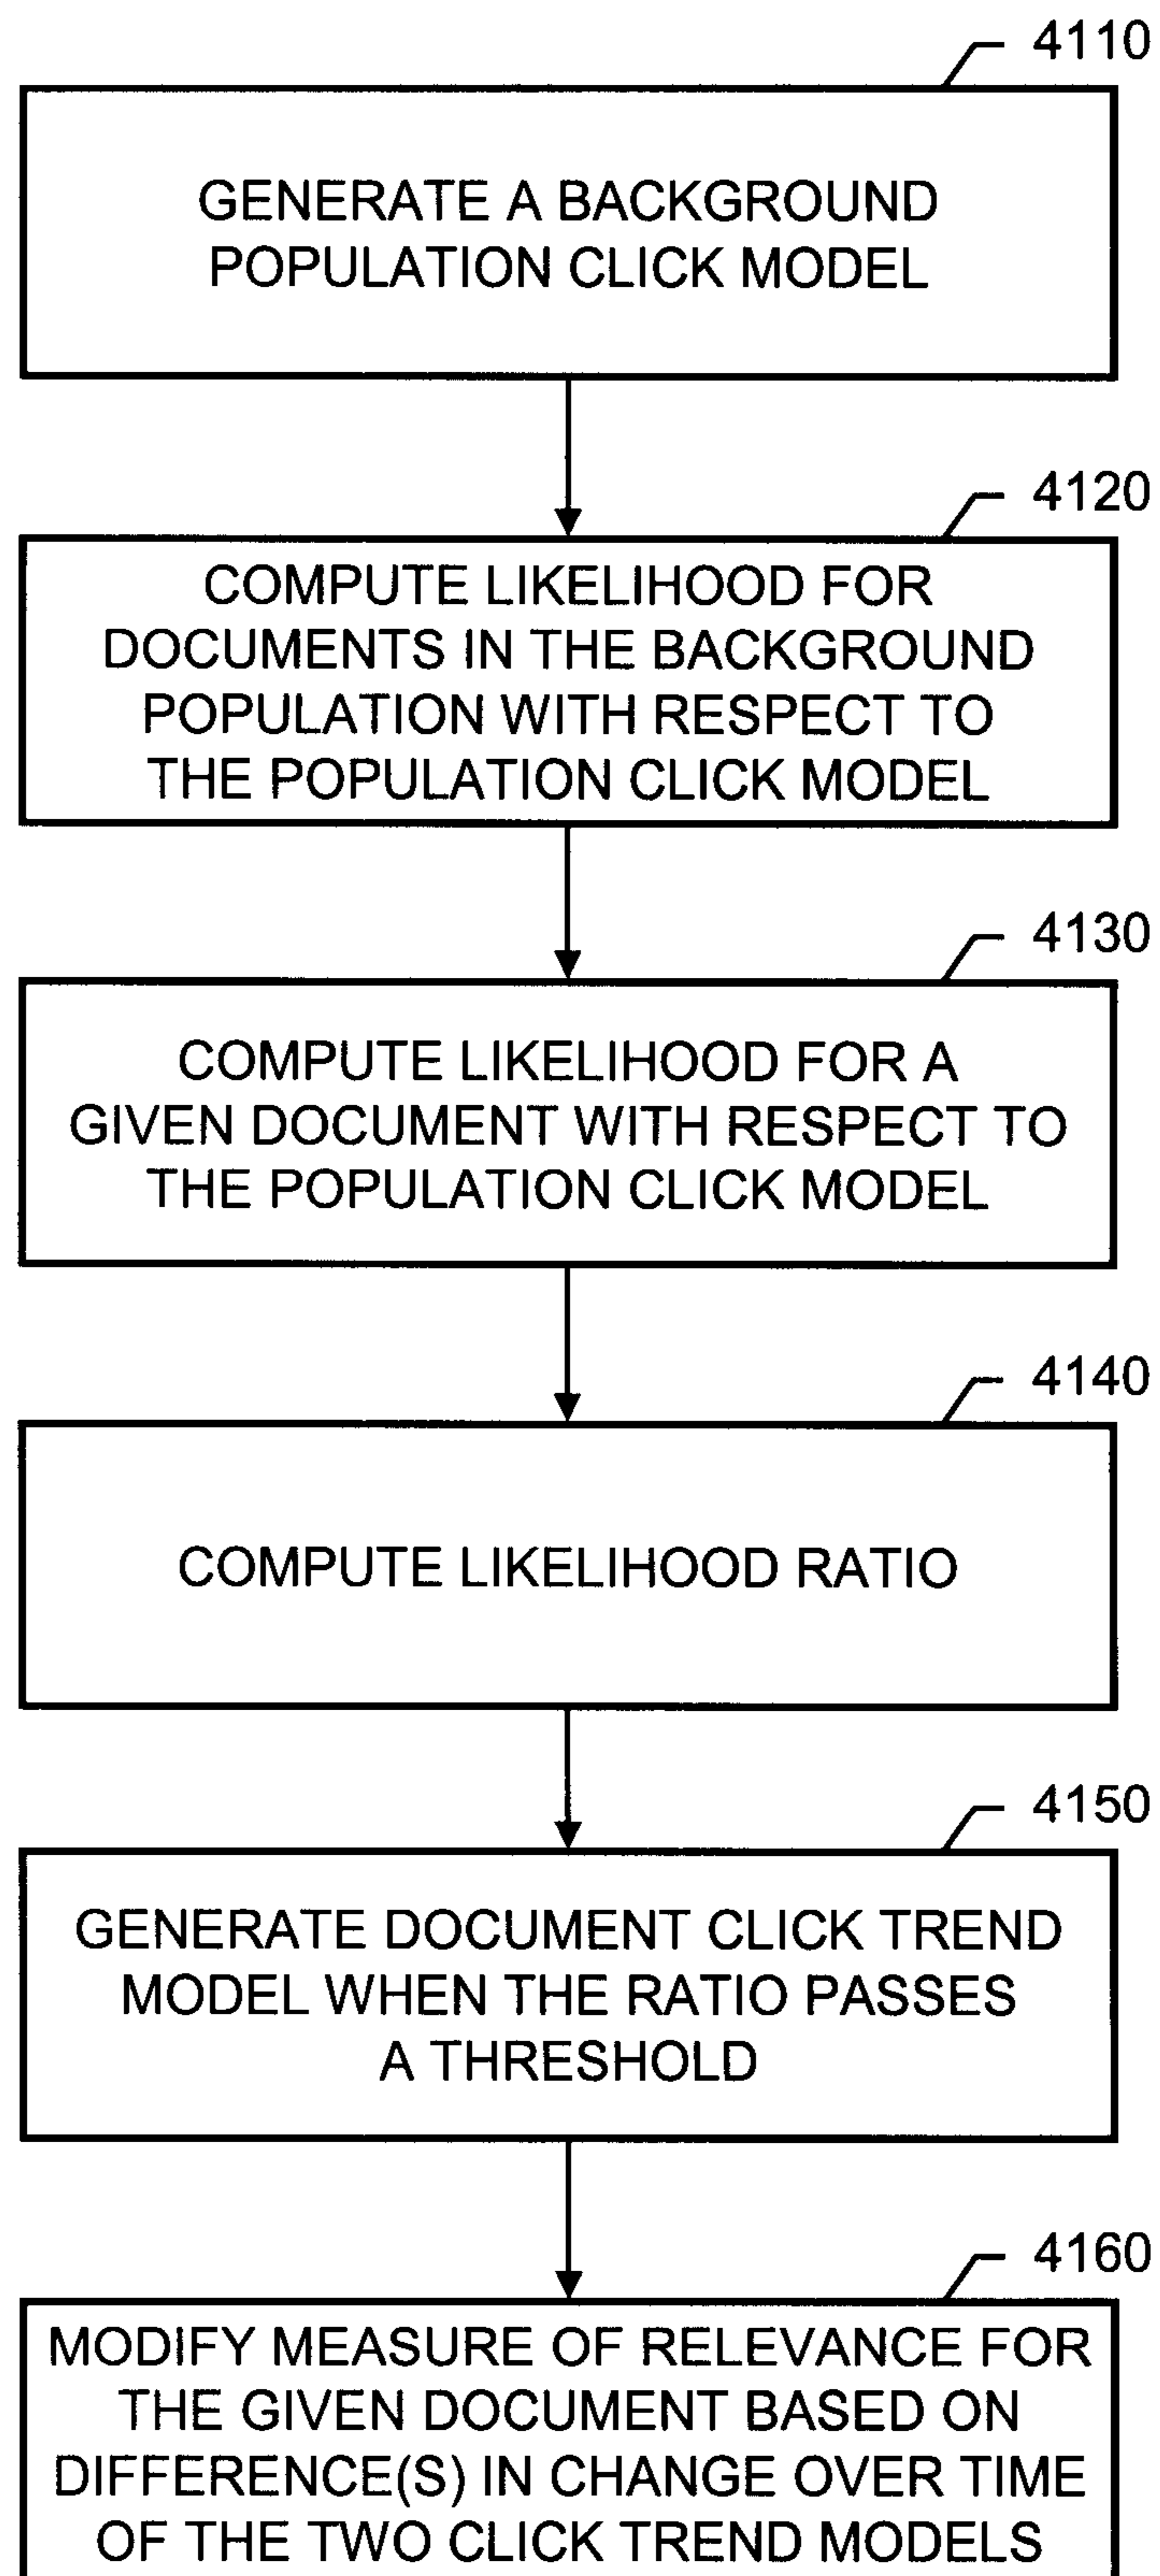 4110
GENERATE A BACKGROUND
POPULATION CLICK MODEL
4120
COMPUTE LIKELIHOOD FOR
DOCUMENTS IN THE BACKGROUND
POPULATION WITH RESPECT TO
THE POPULATION CLICK MODEL
4130
COMPUTE LIKELIHOOD FOR A
GIVEN DOCUMENT WITH RESPECT TO
THE POPULATION CLICK MODEL
4140
COMPUTE LIKELIHOOD RATIO
4150
GENERATE DOCUMENT CLICK TREND
MODEL WHEN THE RATIO PASSES
A THRESHOLD
4160
MODIFY MEASURE OF RELEVANCE FOR
THE GIVEN DOCUMENT BASED ON
DIFFERENCE(S) IN CHANGE OVER TIME
OF THE TWO CLICK TREND MODELS